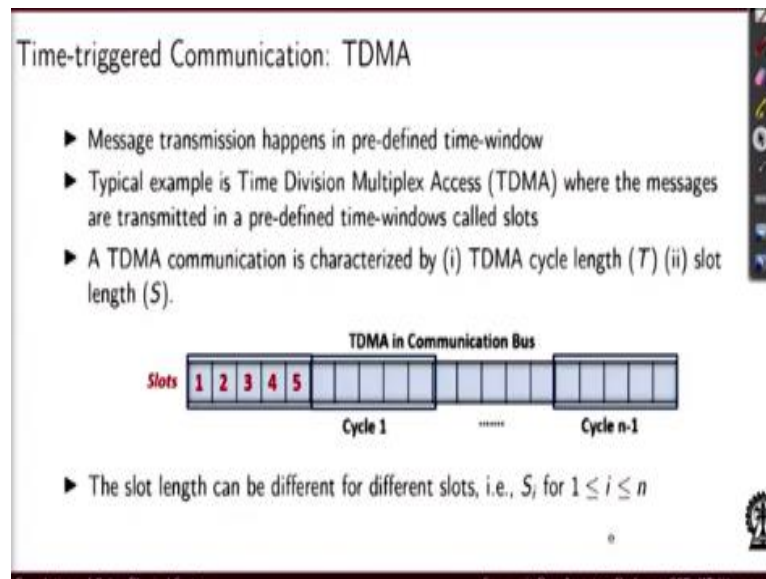 Time-triggered Communication: TDMA
▶ Message transmission happens in pre-defined time-window
▶ Typical example is Time Division Multiplex Access (TDMA) where the messages
are transmitted in a pre-defined time-windows called slots
▶ A TDMA communication is characterized by (i) TDMA cycle length (T) (ii) slot
length (S).
TDMA in Communication Bus
Slots 1 2 3 4 5
Cycle 1 ....... Cycle n-1
▶ The slot length can be different for different slots, i.e., Sᵢ for 1 ≤ i ≤ n